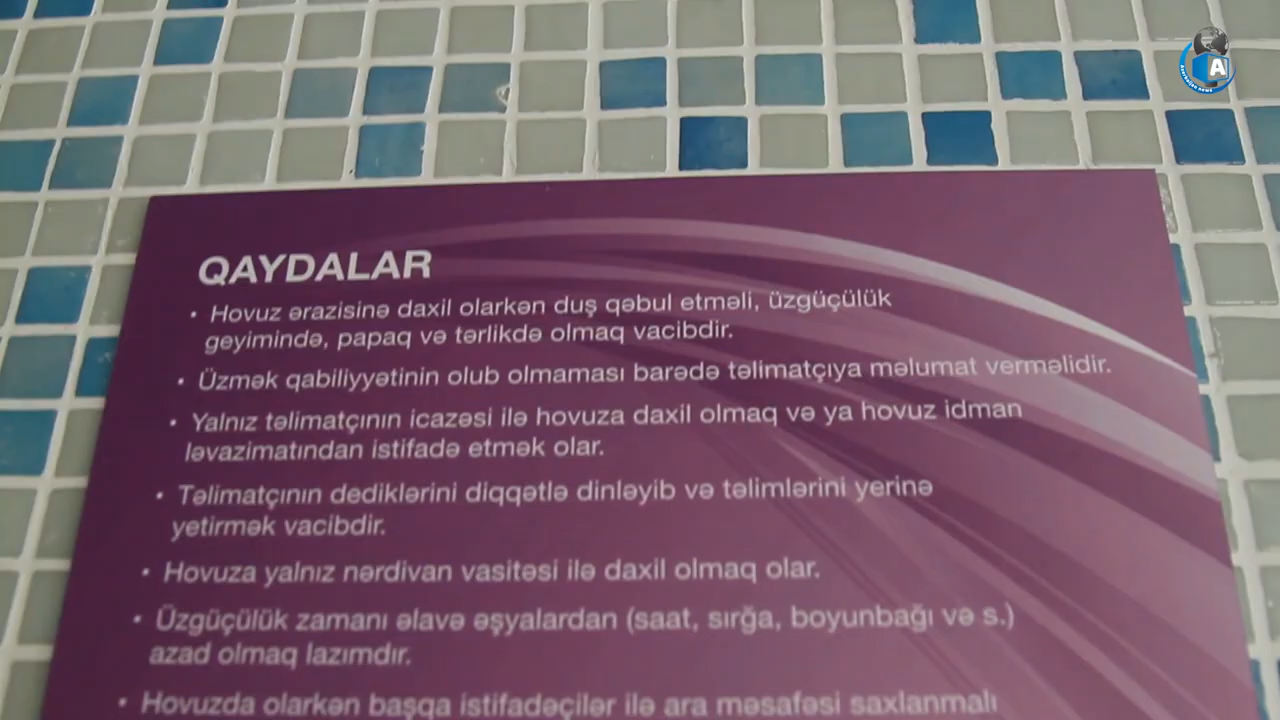 QAYDALAR
• Hovuz ərazisinə daxil olarkən duş qəbul etməli, üzgüçülük
geyimində, papaq və tərlikdə olmaq vacibdir.
• Üzmək qabiliyyətinin olub olmaması barədə təlimatçıya məlumat verməlidir.
• Yalnız təlimatçının icazəsi ilə hovuza daxil olmaq və ya hovuz idman
ləvazimatından istifadə etmək olar.
• Təlimatçının dediklərini diqqətlə dinləyib və təlimlərini yerinə
yetirmək vacibdir.
• Hovuza yalnız nərdivan vasitəsi ilə daxil olmaq olar.
• Üzgüçülük zamanı əlavə əşyalardan (saat, sırğa, boyunbağı və s.)
azad olmaq lazımdır.
• Hovuzda olarkən başqa istifadəçilər ilə ara məsafəsi saxlanmalı
A